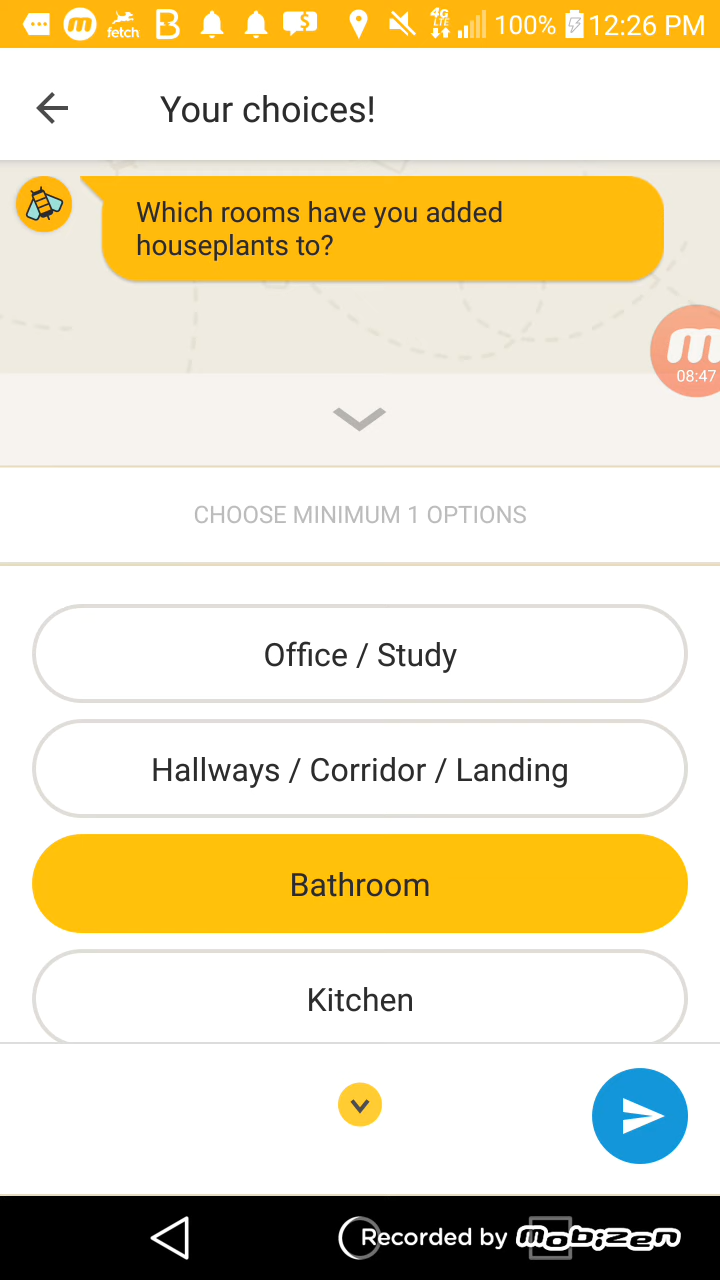 fetch
B
$
4G
LTE
100%
12:26 PM
Your choices!
Which rooms have you added
houseplants to?
m
08:47
CHOOSE MINIMUM 1 OPTIONS
Office / Study
Hallways / Corridor / Landing
Bathroom
Kitchen
Recorded by Mobizen